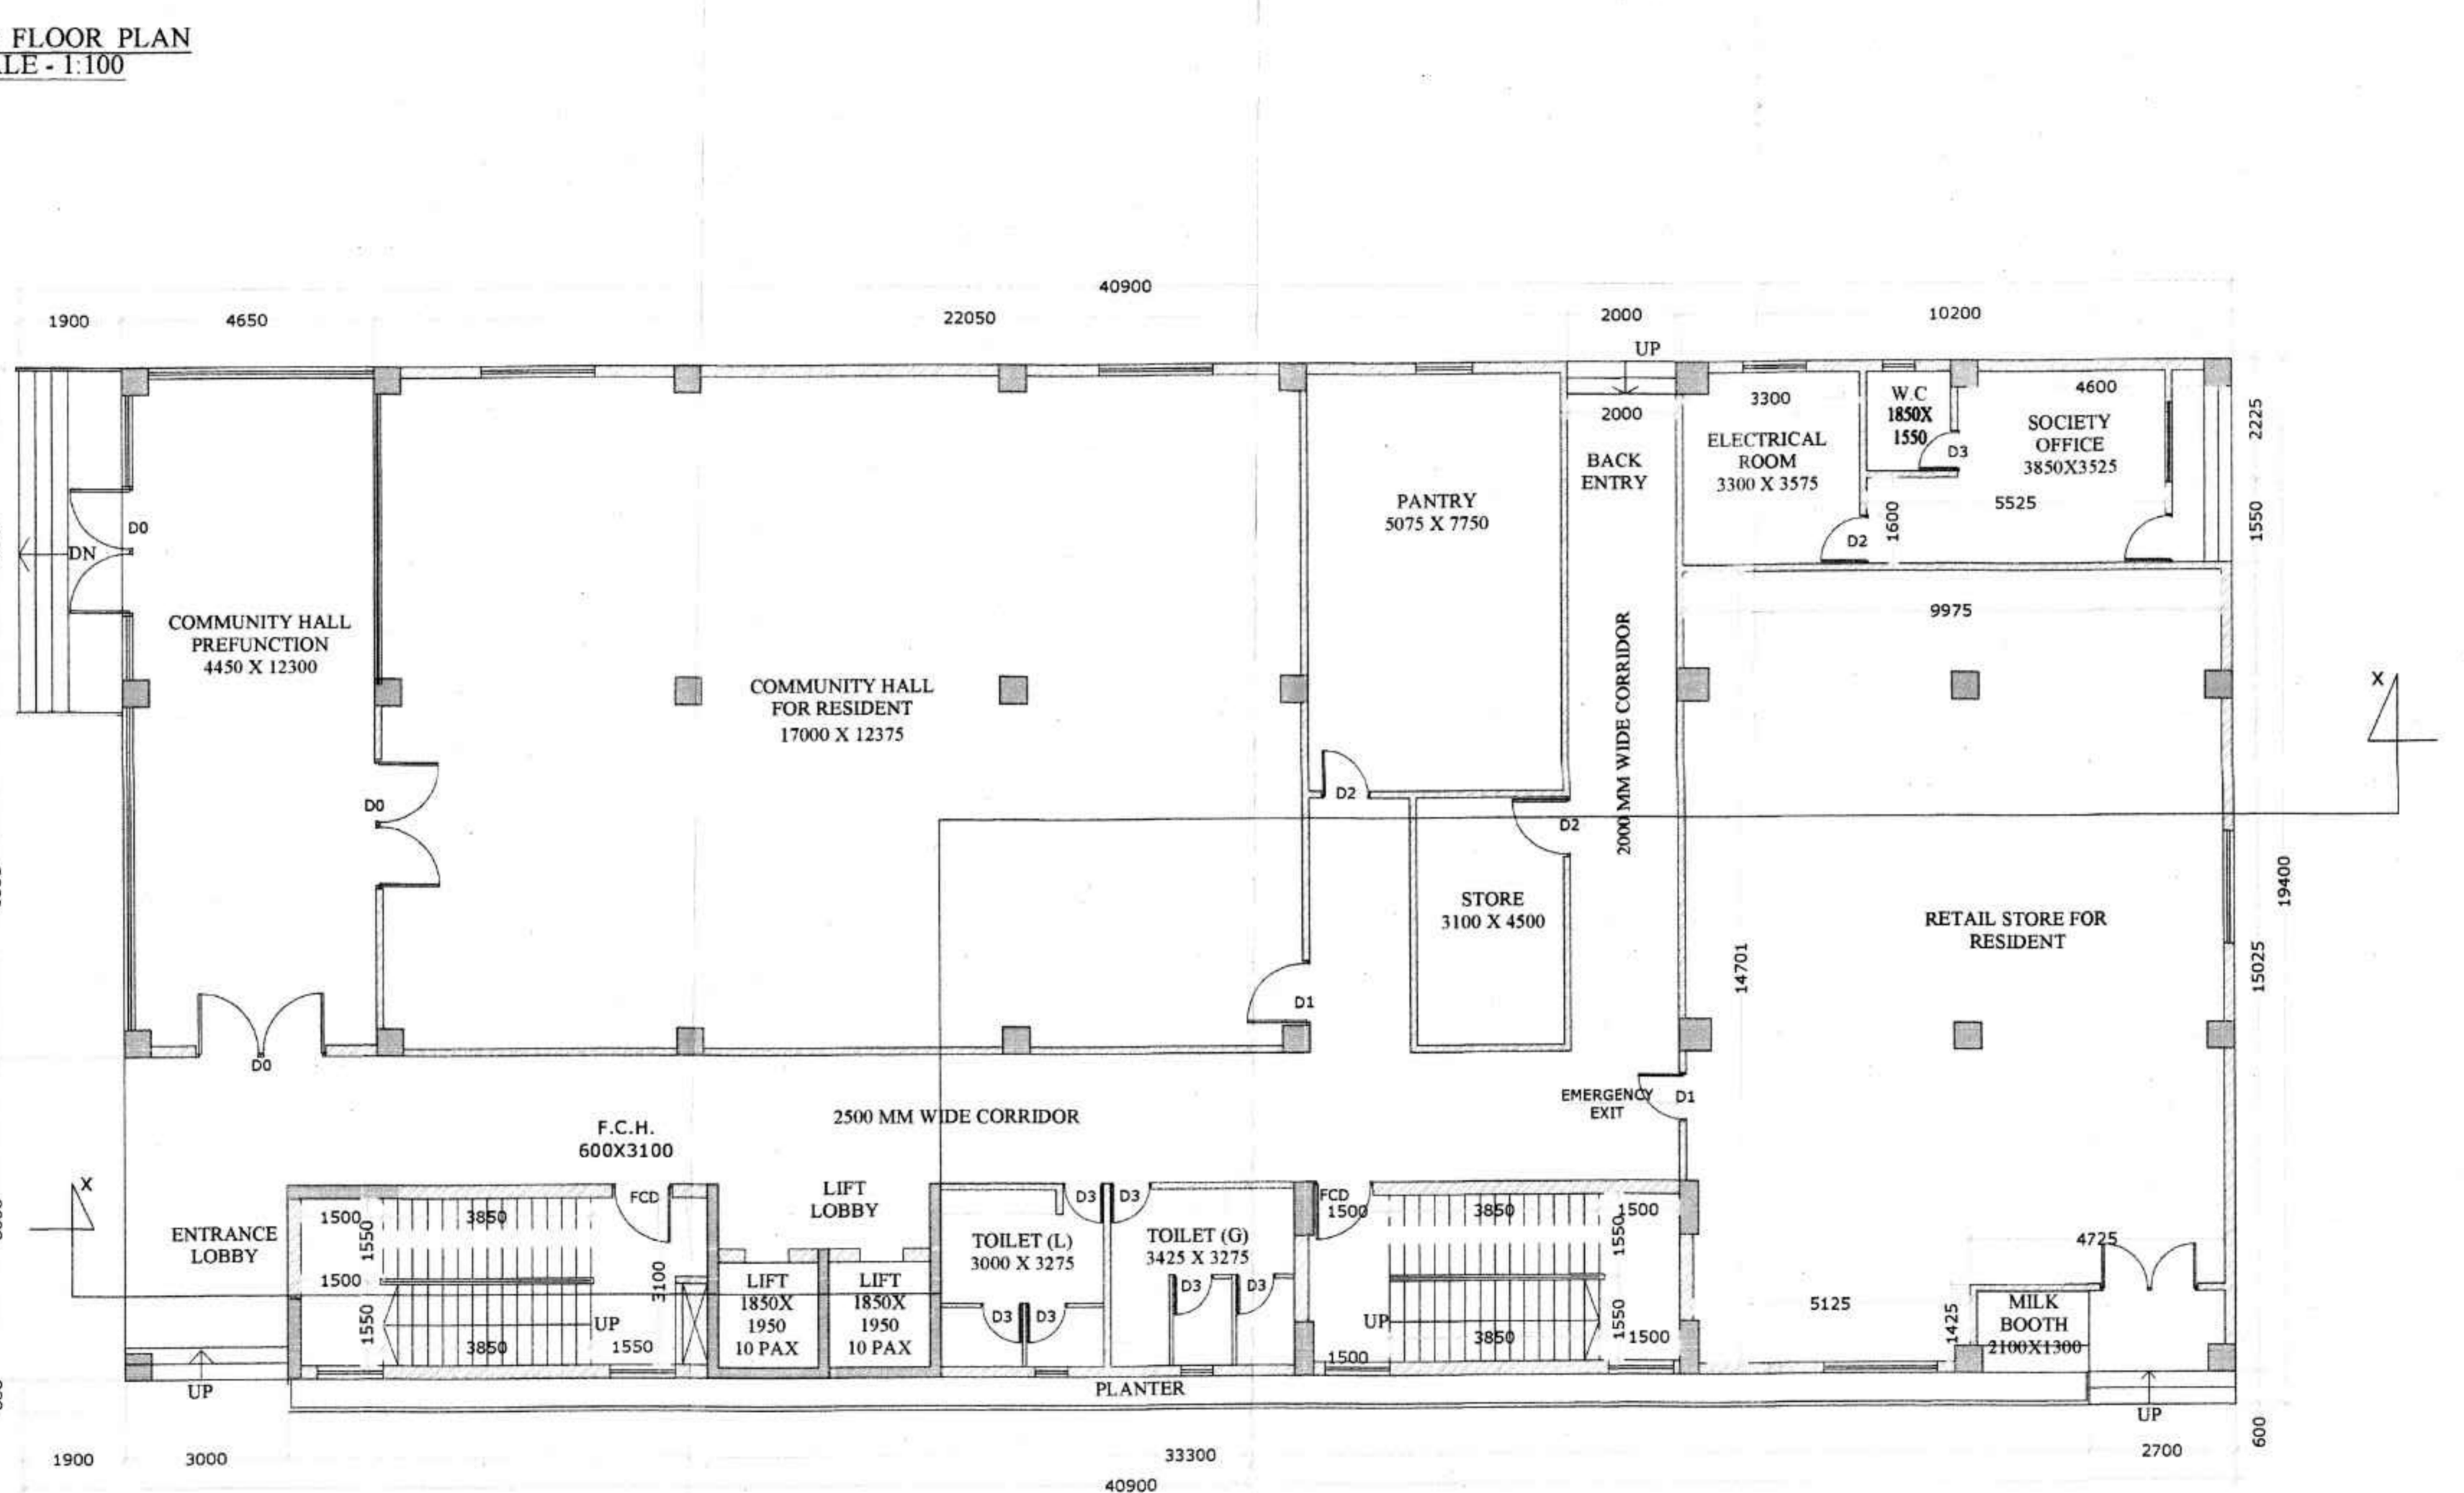 FLOOR PLAN
ALE - 1:100
40900
1900
4650
22050
2000
10200
UP
2000
3300
W.C
1850X
1550
4600
2225
SOCIETY
OFFICE
3850X3525
D3
ELECTRICAL
ROOM
3300 X 3575
BACK
ENTRY
PANTRY
5075 X 7750
5525
1600
D2
1550
D0
DN
COMMUNITY HALL
PREFUNCTION
4450 X 12300
COMMUNITY HALL
FOR RESIDENT
17000 X 12375
2000 MM WIDE CORRIDOR
9975
X
D0
D2
D2
STORE
3100 X 4500
RETAIL STORE FOR
RESIDENT
14701
15025
19400
D1
D0
EMERGENCY
EXIT
D1
2500 MM WIDE CORRIDOR
F.C.H.
600X3100
X
ENTRANCE
LOBBY
1500
1550
3850
FCD
LIFT
LOBBY
D3
D3
FCD
1500
3850
1550
1500
TOILET (L)
3000 X 3275
TOILET (G)
3425 X 3275
4725
1500
3100
LIFT
1850X
1950
10 PAX
LIFT
1850X
1950
10 PAX
D3
D3
D3
D3
1550
UP
3850
1550
UP
3850
1550
1500
1500
5125
1425
MILK
BOOTH
2100X1300
UP
PLANTER
UP
600
1900
3000
33300
2700
40900